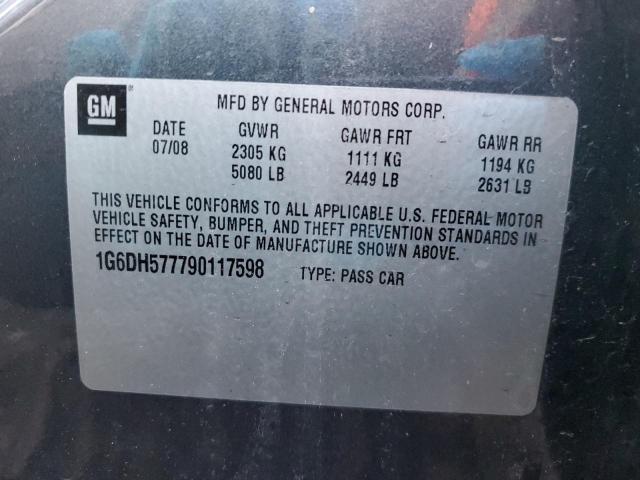 GM
MFD BY GENERAL MOTORS CORP.
DATE GVWR GAWR FRT GAWR RR
07/08 2305 KG 1111 KG 1194 KG
5080 LB 2449 LB 2631 LB
THIS VEHICLE CONFORMS TO ALL APPLICABLE U.S. FEDERAL MOTOR
VEHICLE SAFETY, BUMPER, AND THEFT PREVENTION STANDARDS IN
EFFECT ON THE DATE OF MANUFACTURE SHOWN ABOVE.
1G6DH577790117598 TYPE: PASS CAR